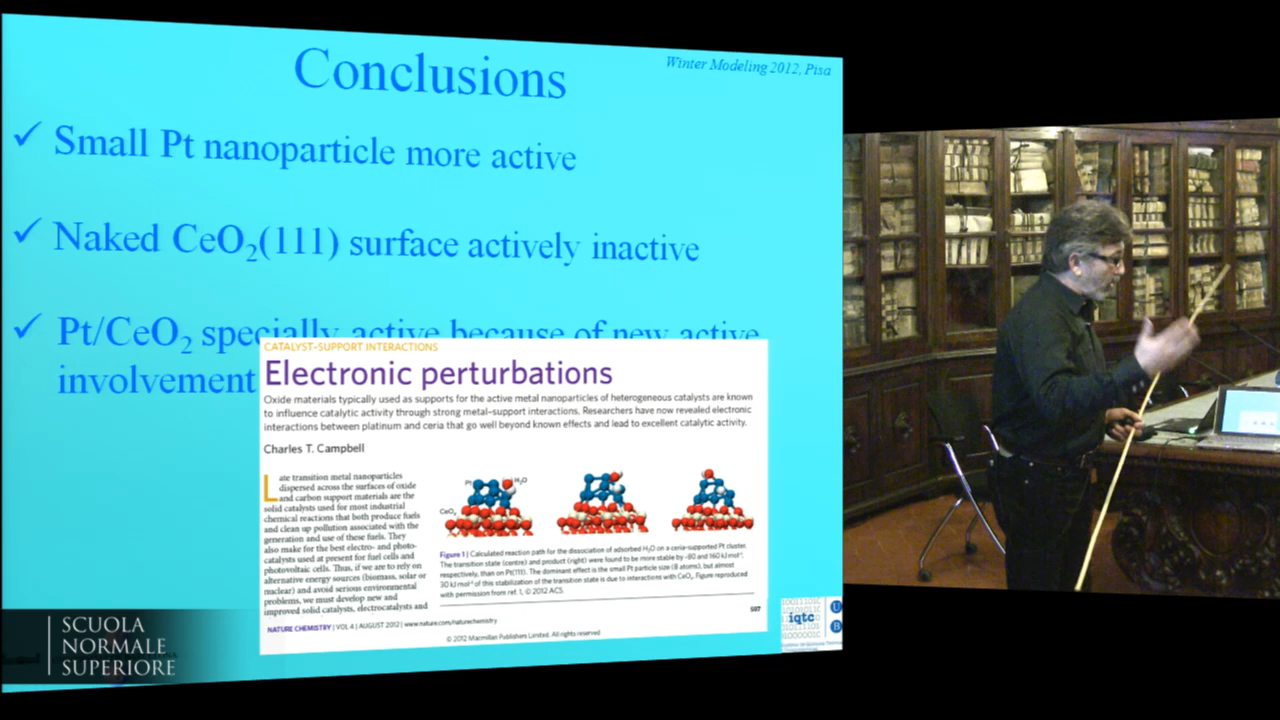 Conclusions
Winter Modeling 2012, Pisa
✓ Small Pt nanoparticle more active
✓ Naked CeO₂(111) surface actively inactive
✓ Pt/CeO₂ specially active because of new active
involvement
CATALYST–SUPPORT INTERACTIONS
Electronic perturbations
Oxide materials typically used as supports for the active metal nanoparticles of heterogeneous catalysts are known
to influence catalytic activity through strong metal–support interactions. Researchers have now revealed electronic
interactions between platinum and ceria that go well beyond known effects and lead to excellent catalytic activity.
Charles T. Campbell
Late transition metal nanoparticles
dispersed across the surfaces of oxide
and carbon support materials are the
solid catalysts used for most industrial
chemical reactions that both produce fuels
and clean up pollution associated with the
generation and use of these fuels. They
also make for the best electro- and photo-
catalysts used at present for fuel cells and
photovoltaic cells. Thus, if we are to rely on
alternative energy sources (biomass, solar or
nuclear) and avoid serious environmental
problems, we must develop new and
improved solid catalysts, electrocatalysts and
Pt
H₂O
CeOₓ
Figure 1 | Calculated reaction path for the dissociation of adsorbed H₂O on a ceria-supported Pt cluster.
The transition state (centre) and product (right) were found to be more stable by ~80 and 160 kJ mol⁻¹
respectively, than on Pt(111). The dominant effect is the small Pt particle size (8 atoms), but almost
30 kJ mol⁻¹ of this stabilization of the transition state is due to interactions with CeOₓ. Figure reproduced
with permission from ref. 1, © 2012 ACS.
597
NATURE CHEMISTRY | VOL 4 | AUGUST 2012 | www.nature.com/naturechemistry
© 2012 Macmillan Publishers Limited. All rights reserved
iqtc
U
B
SCUOLA
NORMALE
SUPERIORE